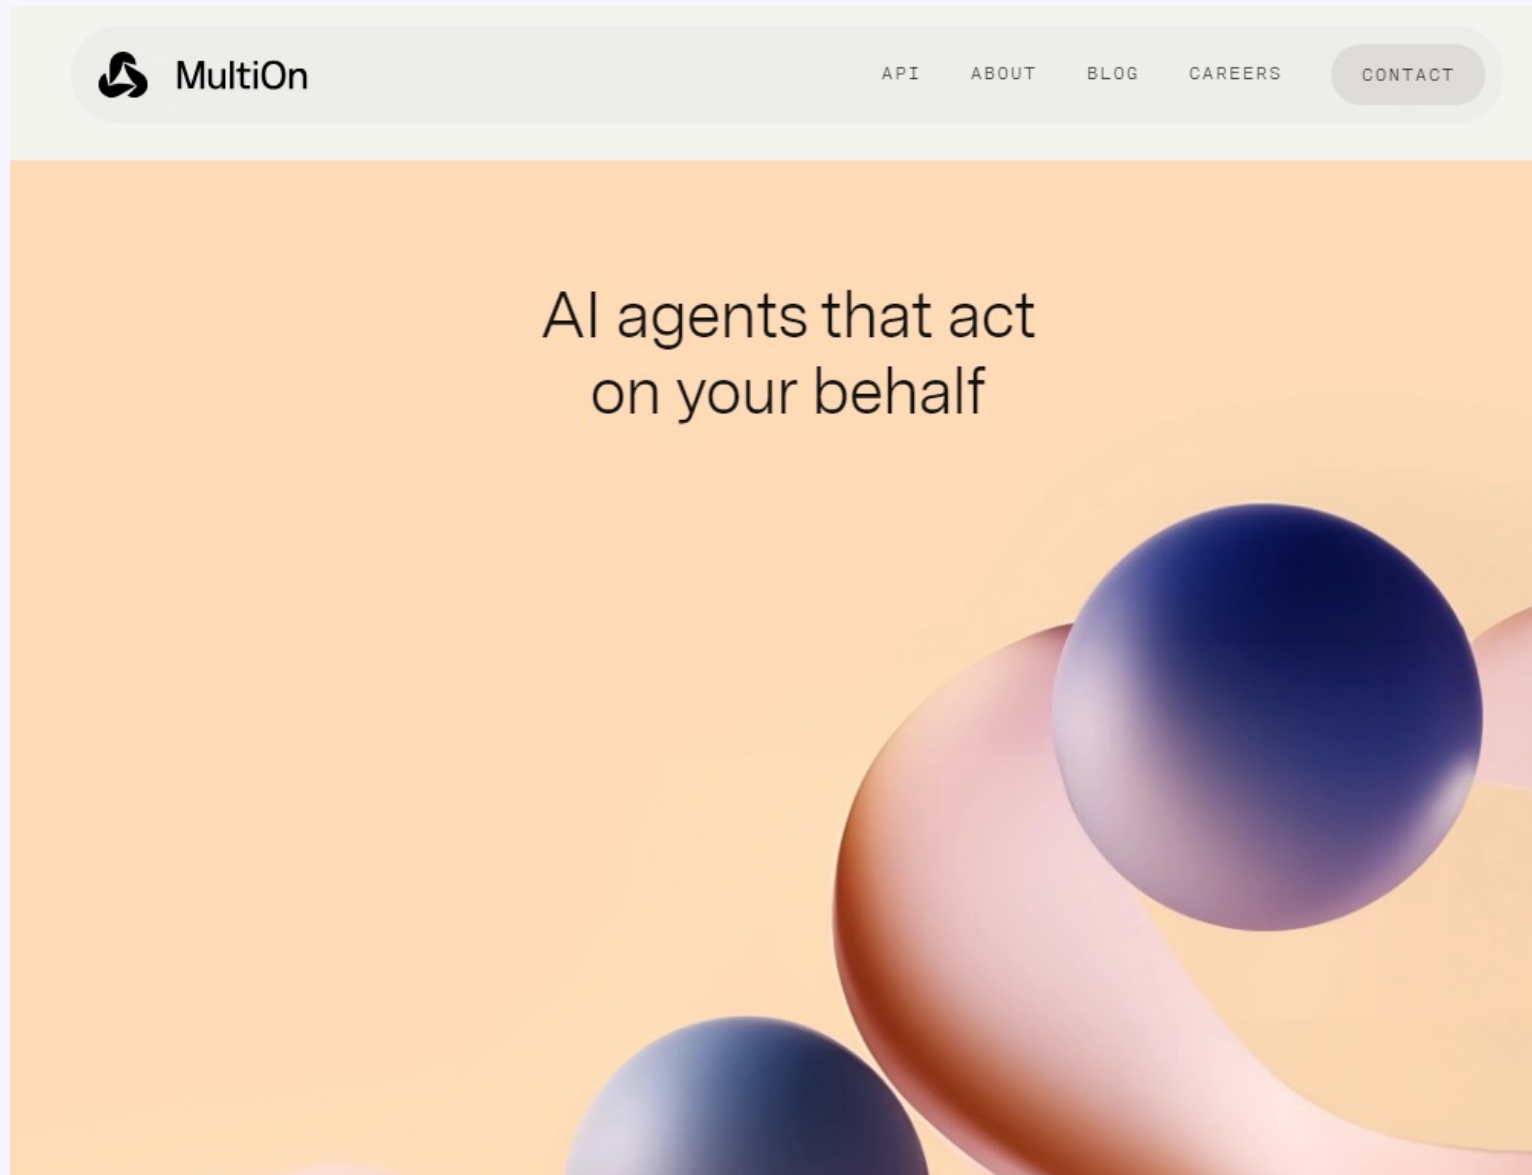 MultiOn
API
ABOUT
BLOG
CAREERS
CONTACT
AI agents that act
on your behalf